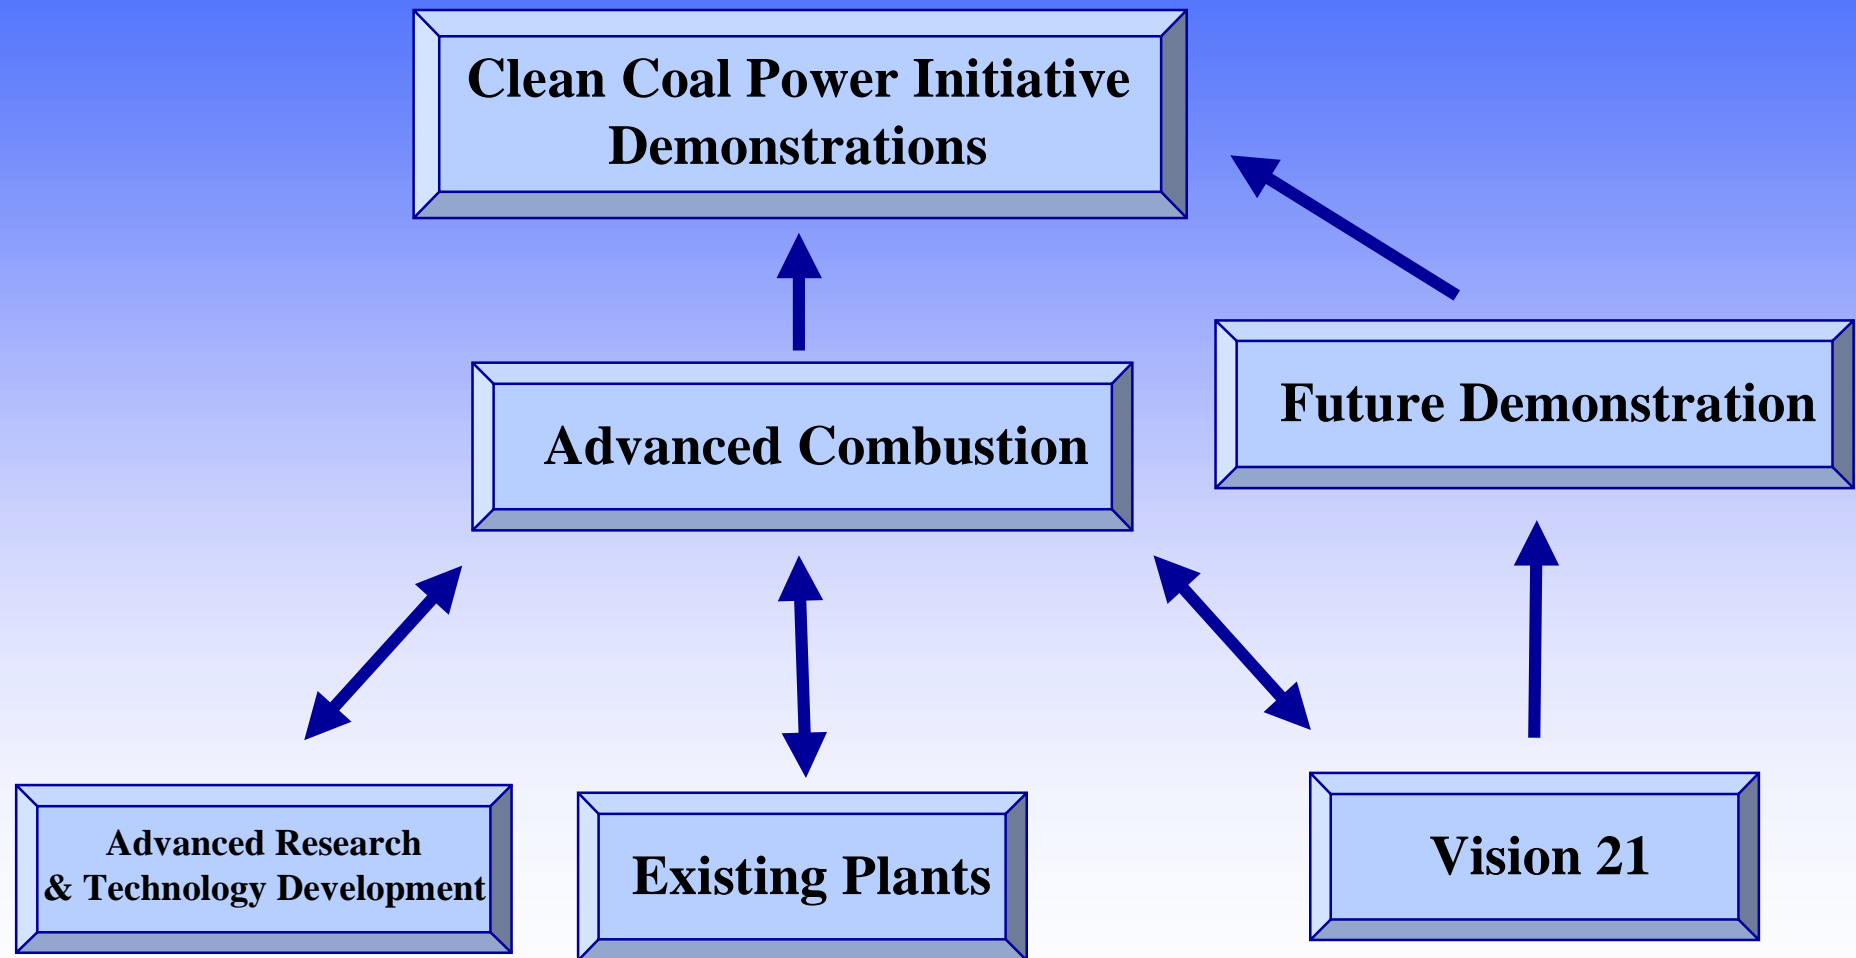 Clean Coal Power Initiative
Demonstrations
Future Demonstration
Advanced Combustion
Advanced Research
& Technology Development
Existing Plants
Vision 21